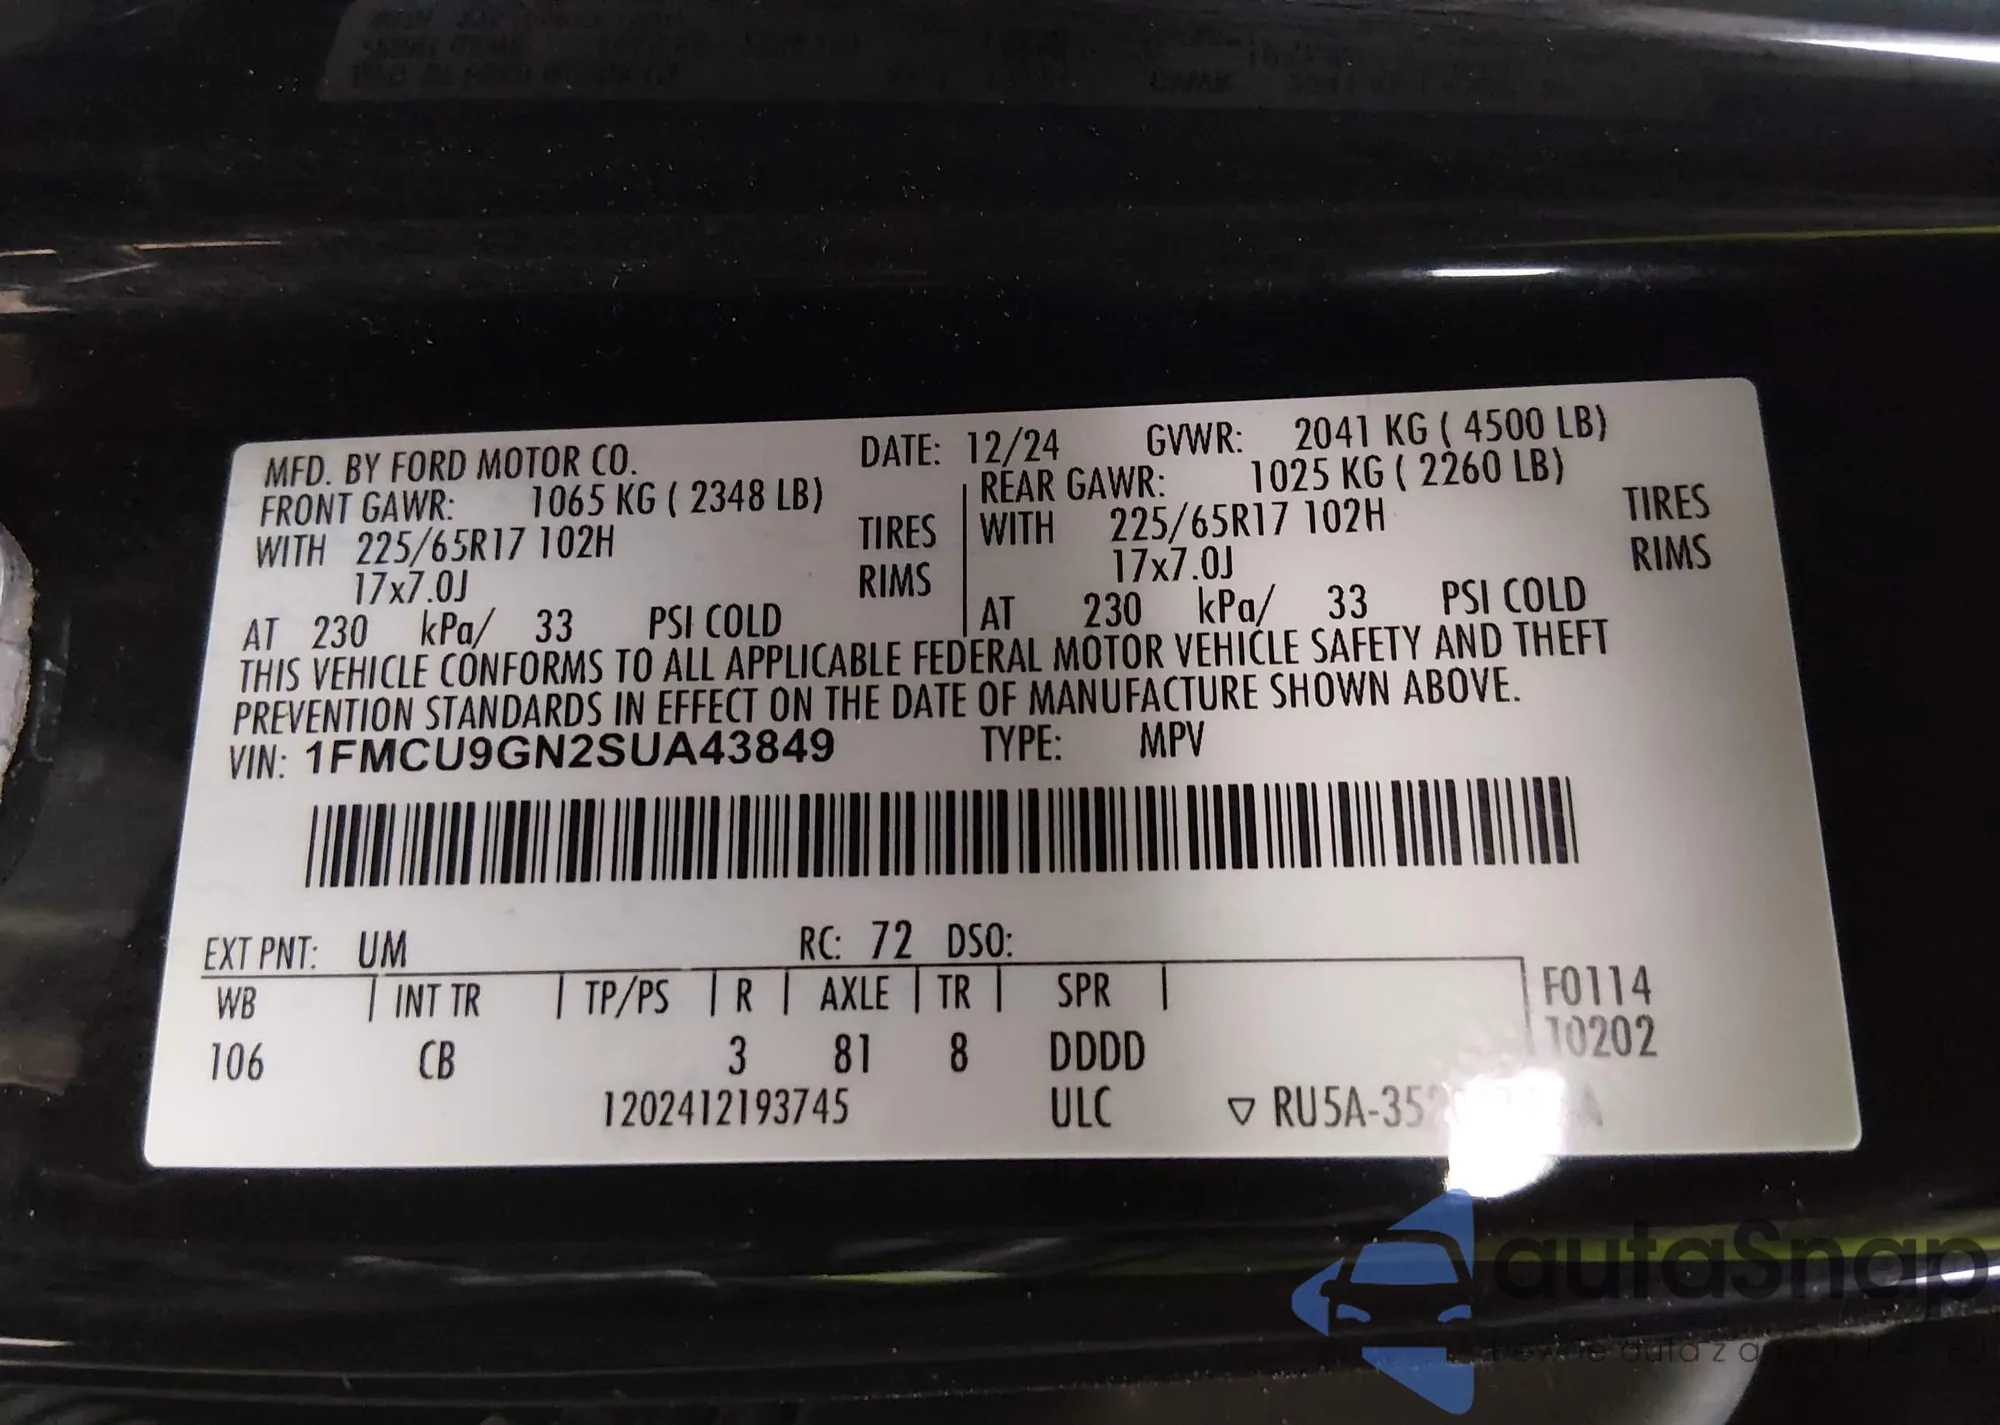 MFD. BY FORD MOTOR CO. DATE: 12/24 GVWR: 2041 KG ( 4500 LB)
FRONT GAWR: 1065 KG ( 2348 LB) REAR GAWR: 1025 KG ( 2260 LB)
WITH 225/65R17 102H TIRES WITH 225/65R17 102H TIRES
17x7.0J RIMS 17x7.0J RIMS
AT 230 kPa/ 33 PSI COLD AT 230 kPa/ 33 PSI COLD
THIS VEHICLE CONFORMS TO ALL APPLICABLE FEDERAL MOTOR VEHICLE SAFETY AND THEFT
PREVENTION STANDARDS IN EFFECT ON THE DATE OF MANUFACTURE SHOWN ABOVE.
VIN: 1FMCU9GN2SUA43849 TYPE: MPV
EXT PNT: UM RC: 72 DSO:
WB INT TR TP/PS R AXLE TR SPR F0114
106 CB 3 81 8 DDDD 10202
1202412193745 ULC
autaSnap